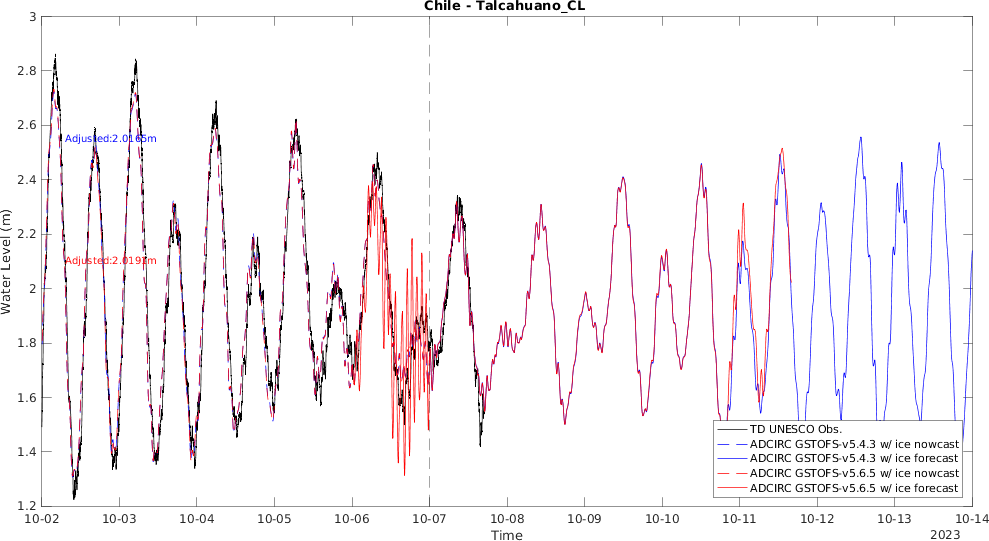 Chile - Talcahuano_CL
3
2.8
2.6
2.4
2.2
2
1.8
1.6
1.4
1.2
Water Level (m)
Adjusted:2.0165m
Adjusted:2.0191m
TD UNESCO Obs.
ADCIRC GSTOFS-v5.4.3 w/ ice nowcast
ADCIRC GSTOFS-v5.4.3 w/ ice forecast
ADCIRC GSTOFS-v5.6.5 w/ ice nowcast
ADCIRC GSTOFS-v5.6.5 w/ ice forecast
10-02 10-03 10-04 10-05 10-06 10-07 10-08 10-09 10-10 10-11 10-12 10-13 10-14
Time
2023